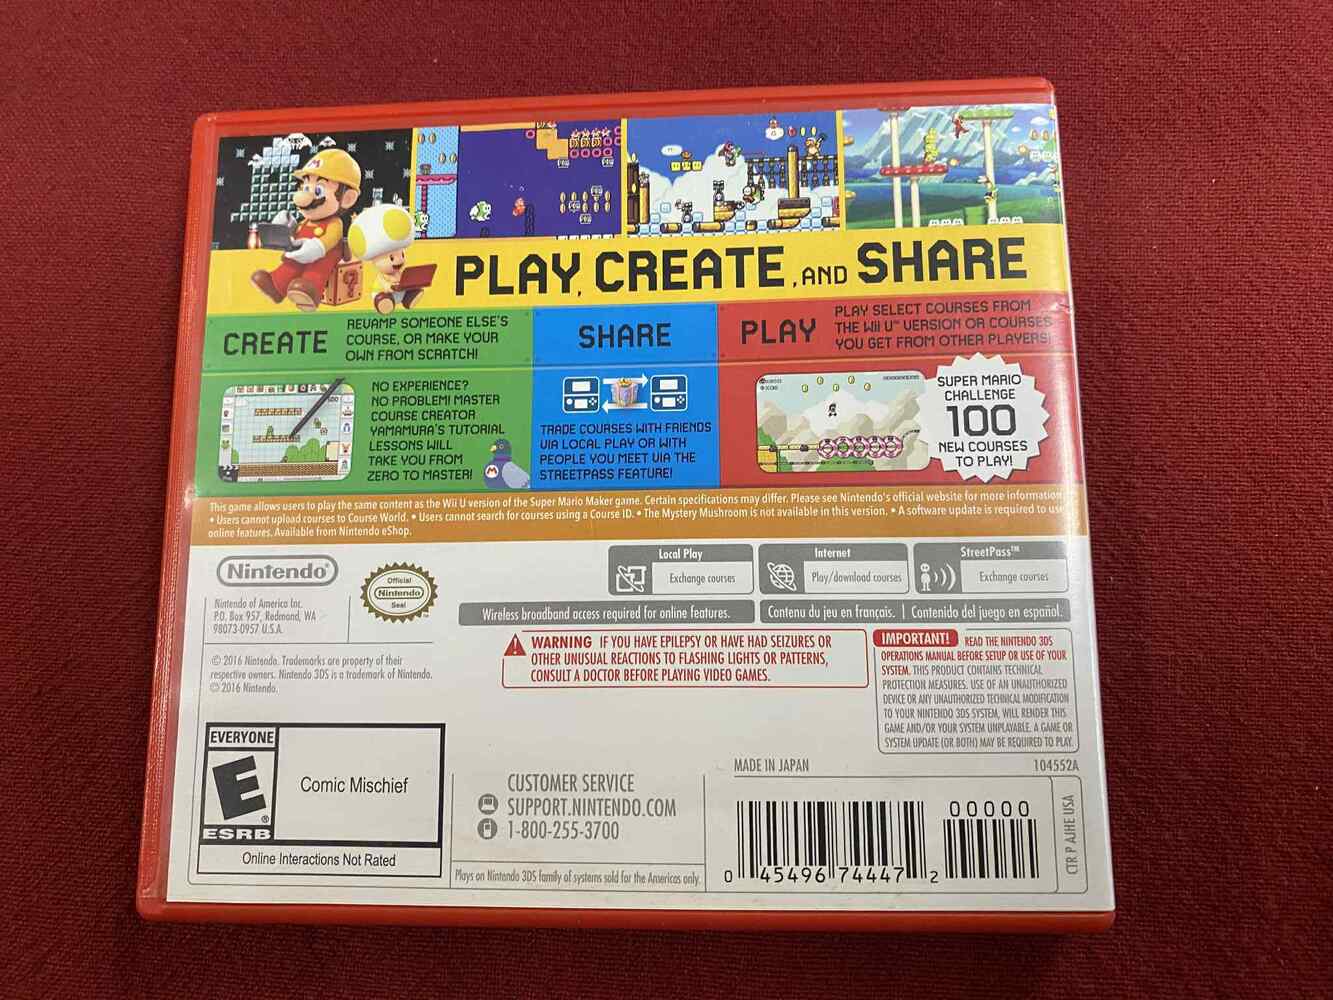 PLAY, CREATE, AND SHARE
CREATE
REVAMP SOMEONE ELSE'S
COURSE, OR MAKE YOUR
OWN FROM SCRATCH!
NO EXPERIENCE?
NO PROBLEM! MASTER
COURSE CREATOR
YAMAMURA'S TUTORIAL
LESSONS WILL
TAKE YOU FROM
ZERO TO MASTER!
SHARE
TRADE COURSES WITH FRIENDS
VIA LOCAL PLAY OR WITH
PEOPLE YOU MEET VIA THE
STREETPASS FEATURE!
PLAY
PLAY SELECT COURSES FROM
THE Wii U™ VERSION OR COURSES
YOU GET FROM OTHER PLAYERS!
SUPER MARIO
CHALLENGE
100
NEW COURSES
TO PLAY!
This game allows users to play the same content as the Wii U version of the Super Mario Maker game. Certain specifications may differ. Please see Nintendo's official website for more information.
• Users cannot upload courses to Course World. • Users cannot search for courses using a Course ID. • The Mystery Mushroom is not available in this version. • A software update is required to use
online features. Available from Nintendo eShop.
Nintendo®
Nintendo of America Inc.
P.O. Box 957, Redmond, WA
98073-0957 U.S.A.
Official
Nintendo
Seal
Local Play
Exchange courses
Internet
Play/download courses
StreetPass™
Exchange courses
Wireless broadband access required for online features.
Contenu du jeu en français. | Contenido del juego en español.
© 2016 Nintendo. Trademarks are property of their
respective owners. Nintendo 3DS is a trademark of Nintendo.
© 2016 Nintendo.
WARNING IF YOU HAVE EPILEPSY OR HAVE HAD SEIZURES OR
OTHER UNUSUAL REACTIONS TO FLASHING LIGHTS OR PATTERNS,
CONSULT A DOCTOR BEFORE PLAYING VIDEO GAMES.
IMPORTANT! READ THE NINTENDO 3DS
OPERATIONS MANUAL BEFORE SETUP OR USE OF YOUR
SYSTEM. THIS PRODUCT CONTAINS TECHNICAL
PROTECTION MEASURES. USE OF AN UNAUTHORIZED
DEVICE OR ANY UNAUTHORIZED TECHNICAL MODIFICATION
TO YOUR NINTENDO 3DS SYSTEM, WILL RENDER THIS
GAME AND/OR YOUR SYSTEM UNPLAYABLE. A GAME OR
SYSTEM UPDATE (OR BOTH) MAY BE REQUIRED TO PLAY.
EVERYONE
E
®
ESRB
Comic Mischief
Online Interactions Not Rated
CUSTOMER SERVICE
SUPPORT.NINTENDO.COM
1-800-255-3700
Plays on Nintendo 3DS family of systems sold for the Americas only.
MADE IN JAPAN
104552A
00000
0 45496 74447 2
CTR P AJHE USA